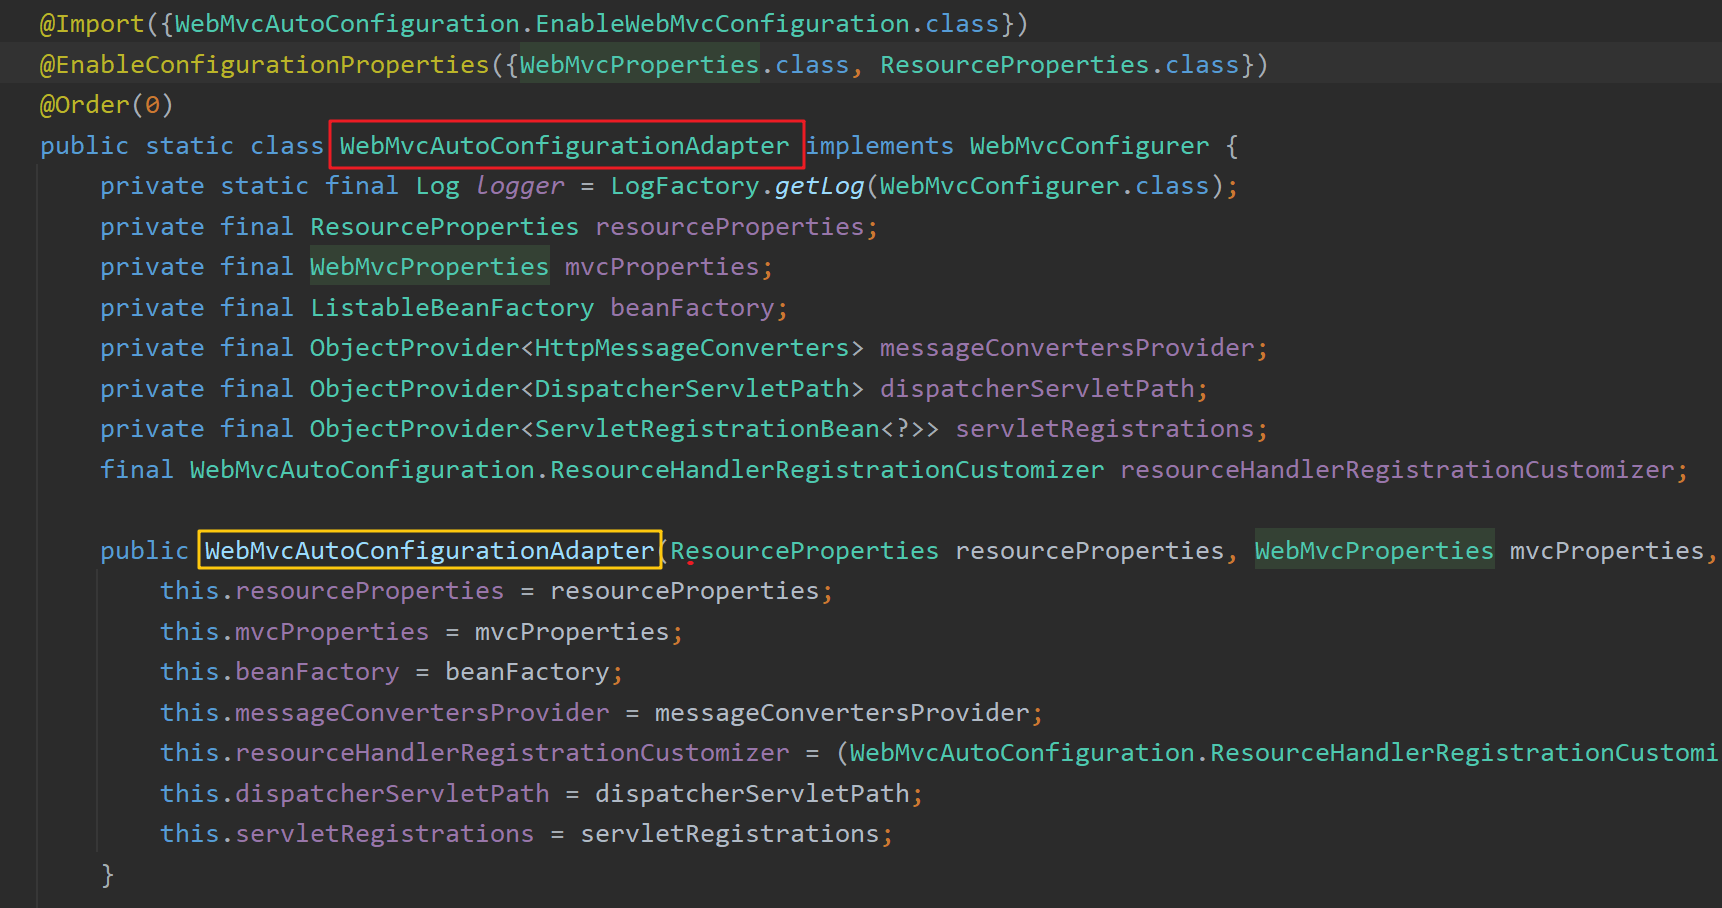 @Import({WebMvcAutoConfiguration.EnableWebMvcConfiguration.class})
@EnableConfigurationProperties({WebMvcProperties.class, ResourceProperties.class})
@Order(0)
public static class WebMvcAutoConfigurationAdapter implements WebMvcConfigurer {
    private static final Log logger = LogFactory.getLog(WebMvcConfigurer.class);
    private final ResourceProperties resourceProperties;
    private final WebMvcProperties mvcProperties;
    private final ListableBeanFactory beanFactory;
    private final ObjectProvider<HttpMessageConverters> messageConvertersProvider;
    private final ObjectProvider<DispatcherServletPath> dispatcherServletPath;
    private final ObjectProvider<ServletRegistrationBean<?>> servletRegistrations;
    final WebMvcAutoConfiguration.ResourceHandlerRegistrationCustomizer resourceHandlerRegistrationCustomizer;
    public WebMvcAutoConfigurationAdapter(ResourceProperties resourceProperties, WebMvcProperties mvcProperties,
        this.resourceProperties = resourceProperties;
        this.mvcProperties = mvcProperties;
        this.beanFactory = beanFactory;
        this.messageConvertersProvider = messageConvertersProvider;
        this.resourceHandlerRegistrationCustomizer = (WebMvcAutoConfiguration.ResourceHandlerRegistrationCustomi
        this.dispatcherServletPath = dispatcherServletPath;
        this.servletRegistrations = servletRegistrations;
    }